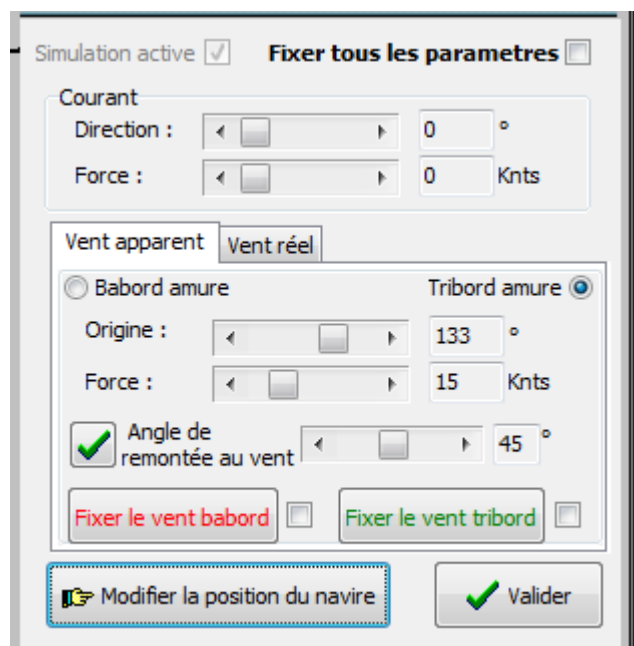 Simulation active Fixer tous les parametres
Courant
Direction : 0 °
Force : 0 Knts
Vent apparent Vent réel
Babord amure Tribord amure
Origine : 133 °
Force : 15 Knts
Angle de
remontée au vent 45 °
Fixer le vent babord Fixer le vent tribord
Modifier la position du navire Valider